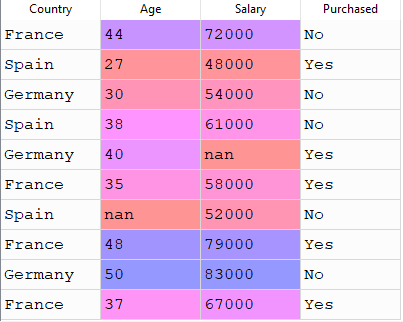 Country Age Salary Purchased
France 44 72000 No
Spain 27 48000 Yes
Germany 30 54000 No
Spain 38 61000 No
Germany 40 nan Yes
France 35 58000 Yes
Spain nan 52000 No
France 48 79000 Yes
Germany 50 83000 No
France 37 67000 Yes